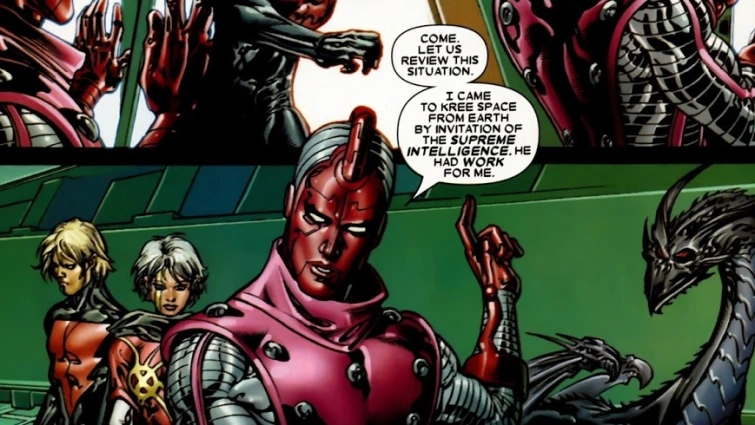 COME.
LET US
REVIEW THIS
SITUATION.
I CAME
TO KREE SPACE
FROM EARTH
BY INVITATION OF
THE SUPREME
INTELLIGENCE. HE
HAD WORK
FOR ME.